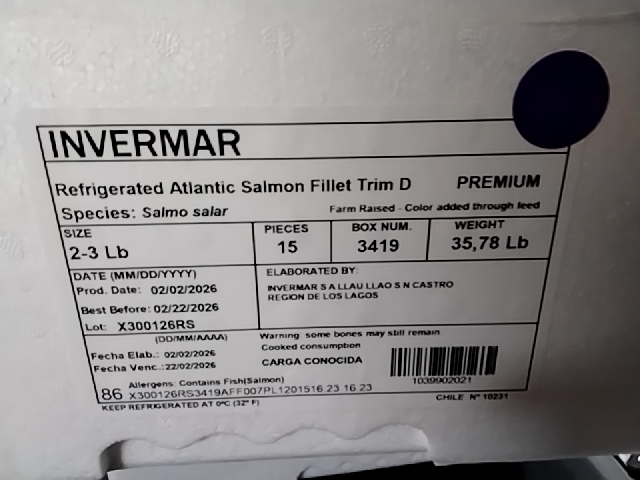 INVERMAR
Refrigerated Atlantic Salmon Fillet Trim D PREMIUM
Species: Salmo salar Farm Raised - Color added through feed
SIZE PIECES BOX NUM. WEIGHT
2-3 Lb 15 3419 35,78 Lb
DATE (MM/DD/YYYY) ELABORATED BY:
Prod. Date: 02/02/2026 INVERMAR S A LLAU LLAO S N CASTRO
REGION DE LOS LAGOS
Best Before: 02/22/2026
Lot: X300126RS
(DD/MM/AAAA) Warning some bones may still remain
Cooked consumption
Fecha Elab.: 02/02/2026 CARGA CONOCIDA
Fecha Venc.: 22/02/2026
1039902021
Allergens: Contains Fish(Salmon)
86 X300126RS3419AFF007PL1201516 23 16 23
KEEP REFRIGERATED AT 0ºC (32º F) CHILE Nº 10231